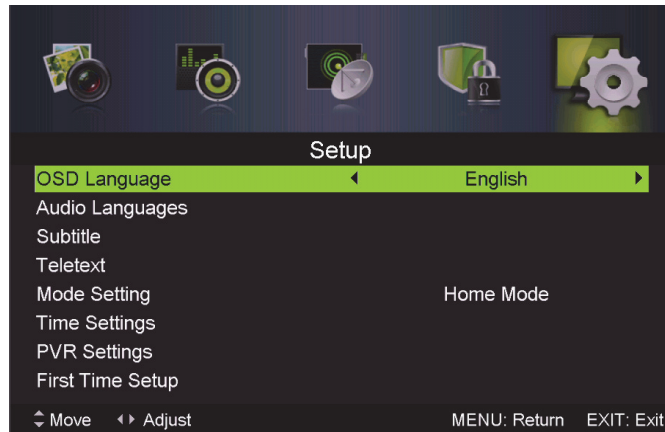 Setup
OSD Language English
Audio Languages
Subtitle
Teletext
Mode Setting Home Mode
Time Settings
PVR Settings
First Time Setup
Move Adjust MENU: Return EXIT: Exit